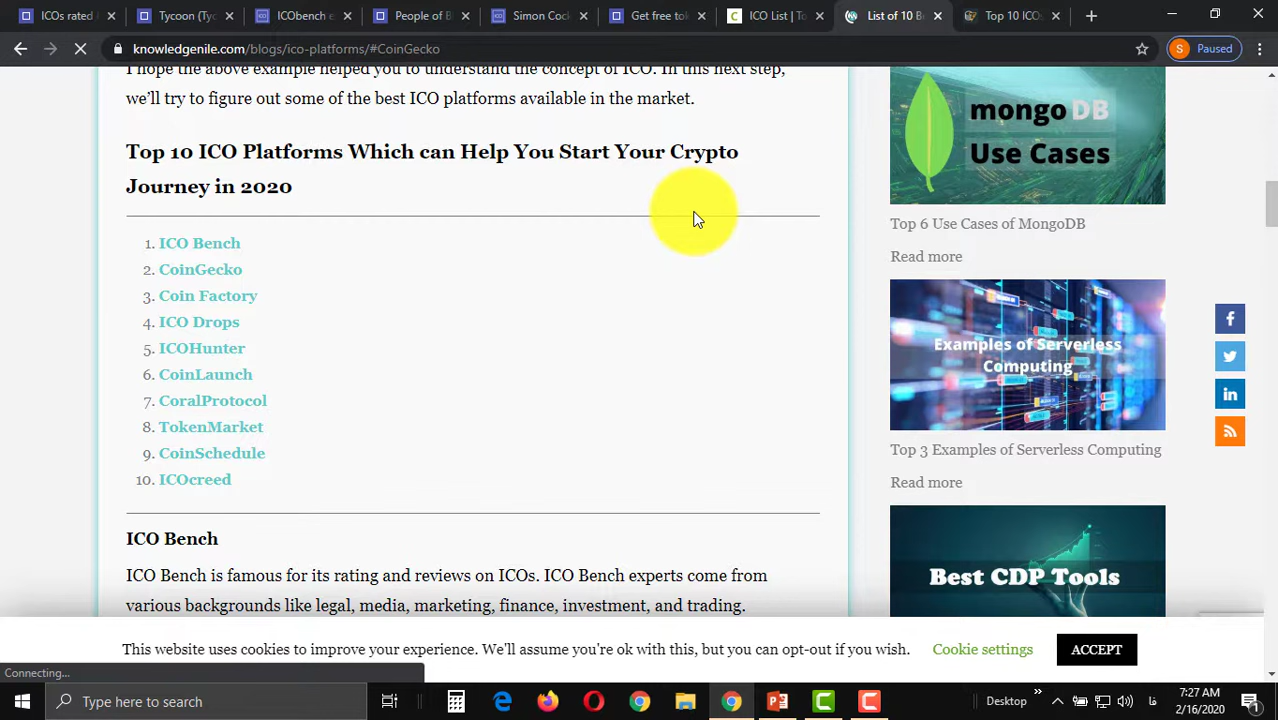 ICOs rated A
Tycoon (Tyc
ICObench e
People of B
Simon Cock
Get free tok
ICO List | To
List of 10 Be
Top 10 ICOs
knowledgenile.com/blogs/ico-platforms/#CoinGecko
S Paused
I hope the above example helped you to understand the concept of ICO. In this next step,
we'll try to figure out some of the best ICO platforms available in the market.
Top 10 ICO Platforms Which can Help You Start Your Crypto
Journey in 2020
1. ICO Bench
2. CoinGecko
3. Coin Factory
4. ICO Drops
5. ICOHunter
6. CoinLaunch
7. CoralProtocol
8. TokenMarket
9. CoinSchedule
10. ICOcreed
ICO Bench
ICO Bench is famous for its rating and reviews on ICOs. ICO Bench experts come from
various backgrounds like legal, media, marketing, finance, investment, and trading.
mongo DB
Use Cases
Top 6 Use Cases of MongoDB
Read more
Examples of Serverless
Computing
Top 3 Examples of Serverless Computing
Read more
Best CDP Tools
This website uses cookies to improve your experience. We'll assume you're ok with this, but you can opt-out if you wish.
Cookie settings
ACCEPT
Connecting...
Type here to search
Desktop
فا
7:27 AM
2/16/2020
1